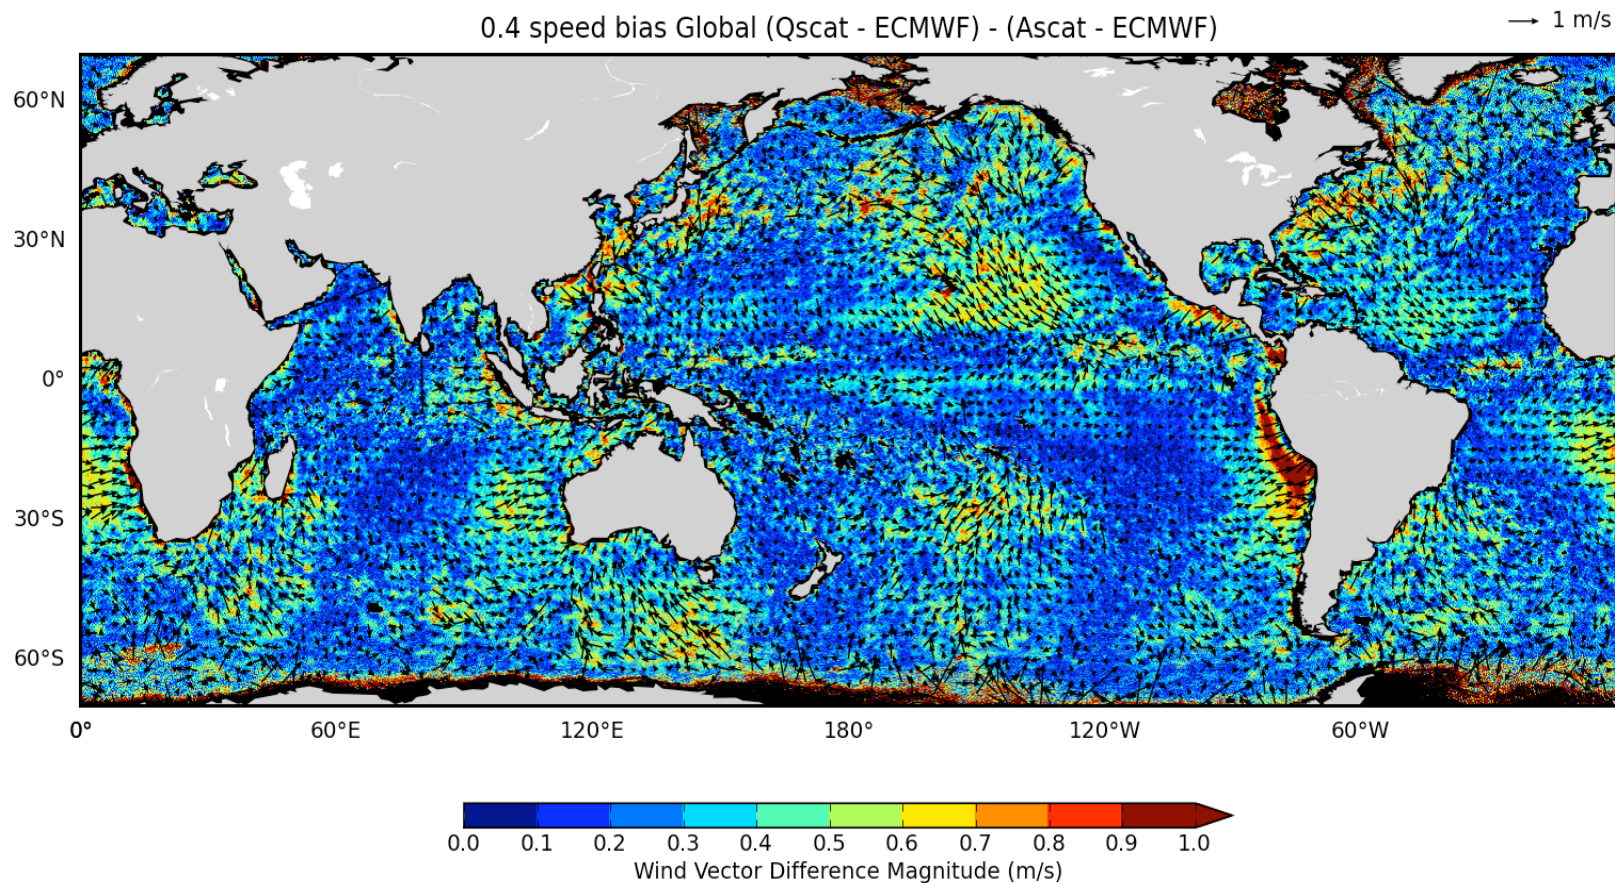 0.4 speed bias Global (Qscat - ECMWF) - (Ascat - ECMWF)
1 m/s
60°N
30°N
0°
30°S
60°S
0° 60°E 120°E 180° 120°W 60°W
0.0 0.1 0.2 0.3 0.4 0.5 0.6 0.7 0.8 0.9 1.0
Wind Vector Difference Magnitude (m/s)